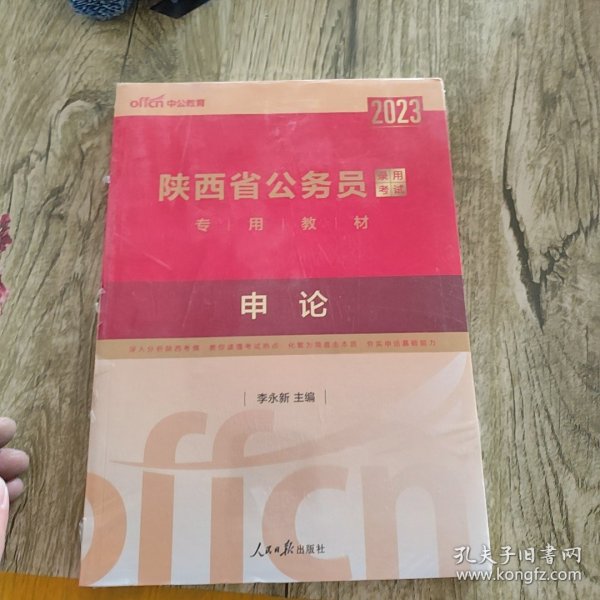 offcn中公教育
2023
陕西省公务员录用考试
专用教材
申论
深入分析陕西考情 教你读懂考试热点 化繁为简直击本质 夯实申论基础能力
李永新 主编
offcn
人民日报出版社
孔夫子旧书网
www.kongfz.com